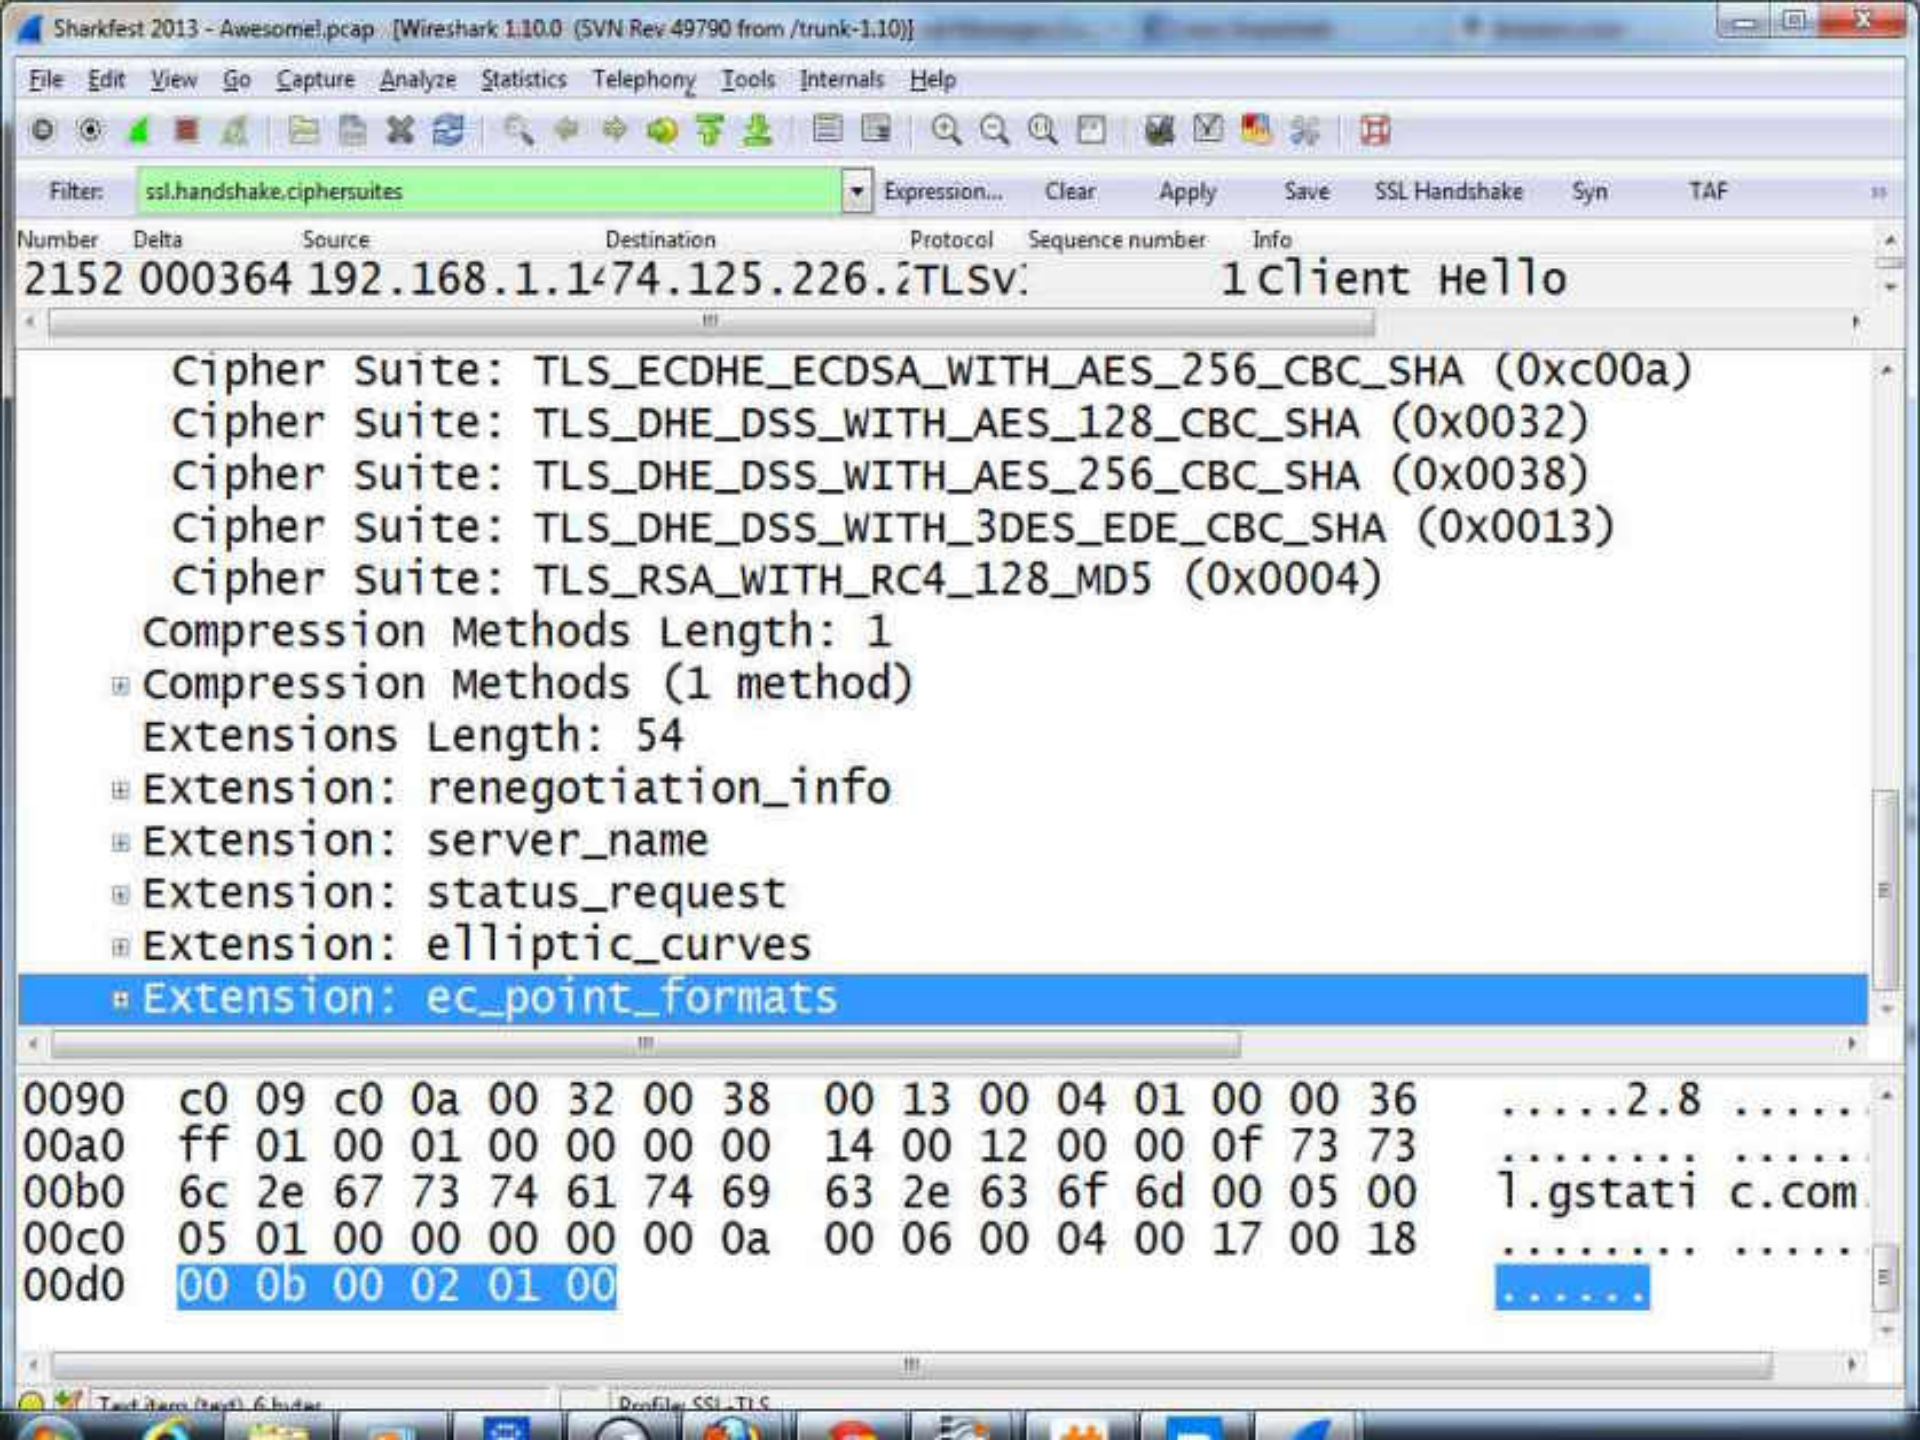 Sharkfest 2013 - Awesome!.pcap [Wireshark 1.10.0 (SVN Rev 49790 from /trunk-1.10)]
File Edit View Go Capture Analyze Statistics Telephony Tools Internals Help
Filter: ssl.handshake.ciphersuites Expression... Clear Apply Save SSL Handshake Syn TAF
Number Delta Source Destination Protocol Sequence number Info
2152 000364 192.168.1.1 74.125.226. TLSv 1 Client Hello
Cipher Suite: TLS_ECDHE_ECDSA_WITH_AES_256_CBC_SHA (0xc00a)
Cipher Suite: TLS_DHE_DSS_WITH_AES_128_CBC_SHA (0x0032)
Cipher Suite: TLS_DHE_DSS_WITH_AES_256_CBC_SHA (0x0038)
Cipher Suite: TLS_DHE_DSS_WITH_3DES_EDE_CBC_SHA (0x0013)
Cipher Suite: TLS_RSA_WITH_RC4_128_MD5 (0x0004)
Compression Methods Length: 1
Compression Methods (1 method)
Extensions Length: 54
Extension: renegotiation_info
Extension: server_name
Extension: status_request
Extension: elliptic_curves
Extension: ec_point_formats
0090 c0 09 c0 0a 00 32 00 38 00 13 00 04 01 00 00 36 .....2.8 ......
00a0 ff 01 00 01 00 00 00 00 14 00 12 00 00 0f 73 73 ........ ......
00b0 6c 2e 67 73 74 61 74 69 63 2e 63 6f 6d 00 05 00 l.gstati c.com.
00c0 05 01 00 00 00 00 00 0a 00 06 00 04 00 17 00 18 ........ ......
00d0 00 0b 00 02 01 00 ......
Text item (text), 6 bytes Profile: SSL-TLS